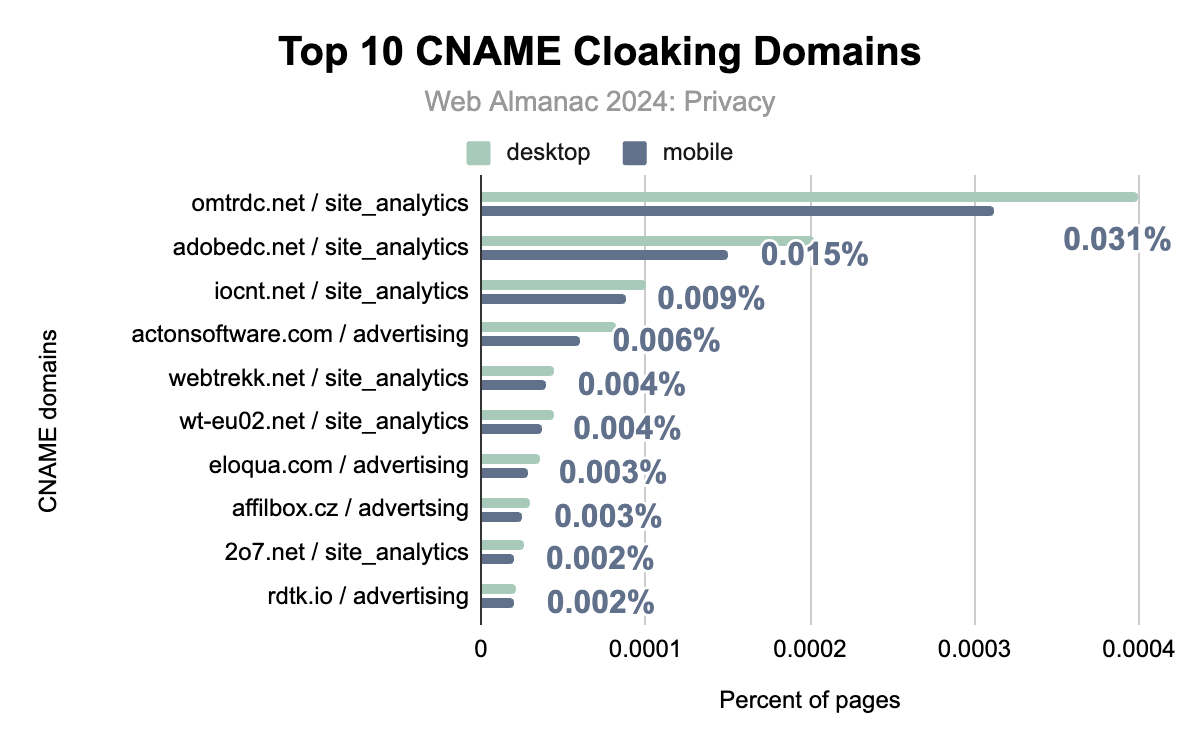 Top 10 CNAME Cloaking Domains
Web Almanac 2024: Privacy
desktop mobile
omtrdc.net / site_analytics
0.031%
adobedc.net / site_analytics 0.015%
iocnt.net / site_analytics 0.009%
actonsoftware.com / advertising 0.006%
webtrekk.net / site_analytics 0.004%
wt-eu02.net / site_analytics 0.004%
eloqua.com / advertising 0.003%
affilbox.cz / advertsing 0.003%
2o7.net / site_analytics 0.002%
rdtk.io / advertising 0.002%
CNAME domains
0 0.0001 0.0002 0.0003 0.0004
Percent of pages